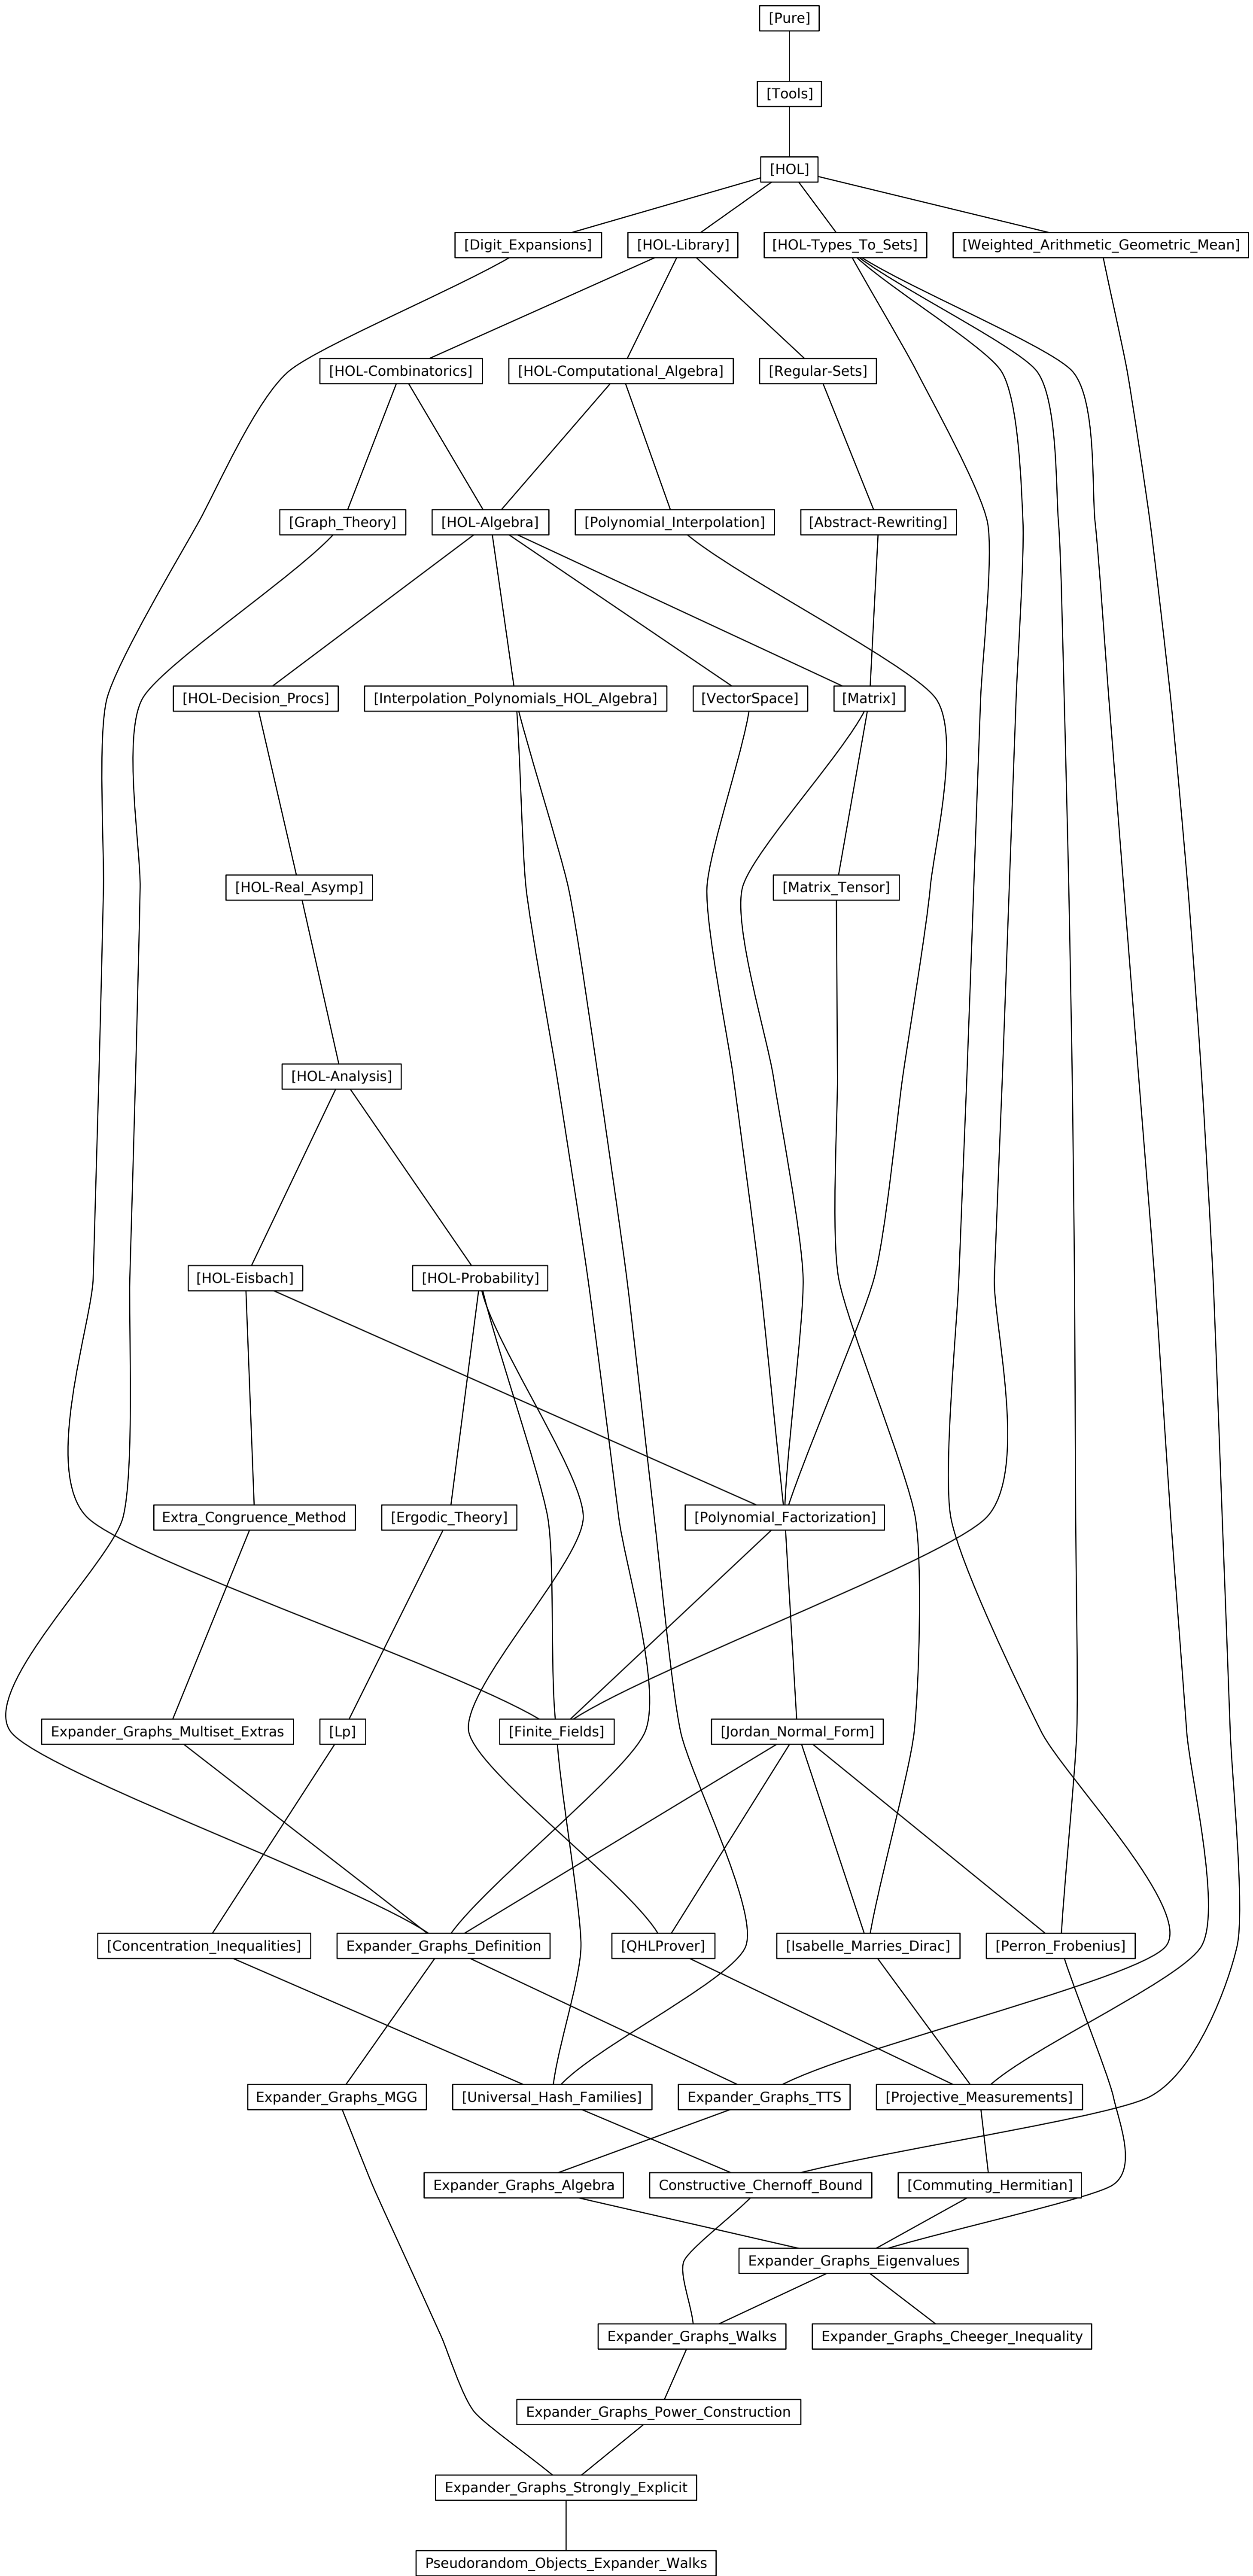 [Pure]
[Tools]
[HOL]
[Digit_Expansions]
[HOL-Library]
[HOL-Types_To_Sets]
[Weighted_Arithmetic_Geometric_Mean]
[HOL-Combinatorics]
[HOL-Computational_Algebra]
[Regular-Sets]
[Graph_Theory]
[HOL-Algebra]
[Polynomial_Interpolation]
[Abstract-Rewriting]
[HOL-Decision_Procs]
[Interpolation_Polynomials_HOL_Algebra]
[VectorSpace]
[Matrix]
[HOL-Real_Asymp]
[Matrix_Tensor]
[HOL-Analysis]
[HOL-Eisbach]
[HOL-Probability]
Extra_Congruence_Method
[Ergodic_Theory]
[Polynomial_Factorization]
Expander_Graphs_Multiset_Extras
[Lp]
[Finite_Fields]
[Jordan_Normal_Form]
[Concentration_Inequalities]
Expander_Graphs_Definition
[QHLProver]
[Isabelle_Marries_Dirac]
[Perron_Frobenius]
Expander_Graphs_MGG
[Universal_Hash_Families]
Expander_Graphs_TTS
[Projective_Measurements]
Expander_Graphs_Algebra
Constructive_Chernoff_Bound
[Commuting_Hermitian]
Expander_Graphs_Eigenvalues
Expander_Graphs_Walks
Expander_Graphs_Cheeger_Inequality
Expander_Graphs_Power_Construction
Expander_Graphs_Strongly_Explicit
Pseudorandom_Objects_Expander_Walks